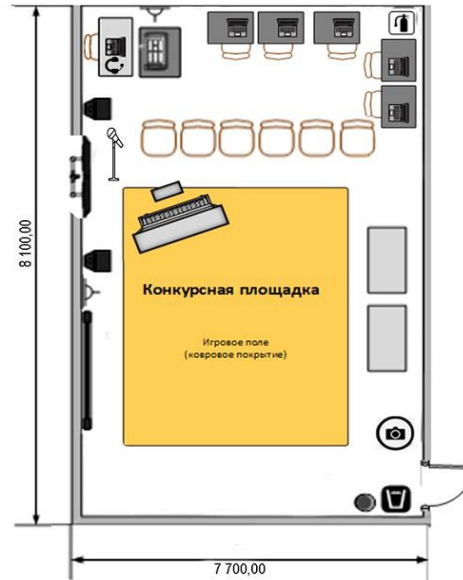 8 100,00
Конкурсная площадка
Игровое поле
(ковровое покрытие)
7 700,00